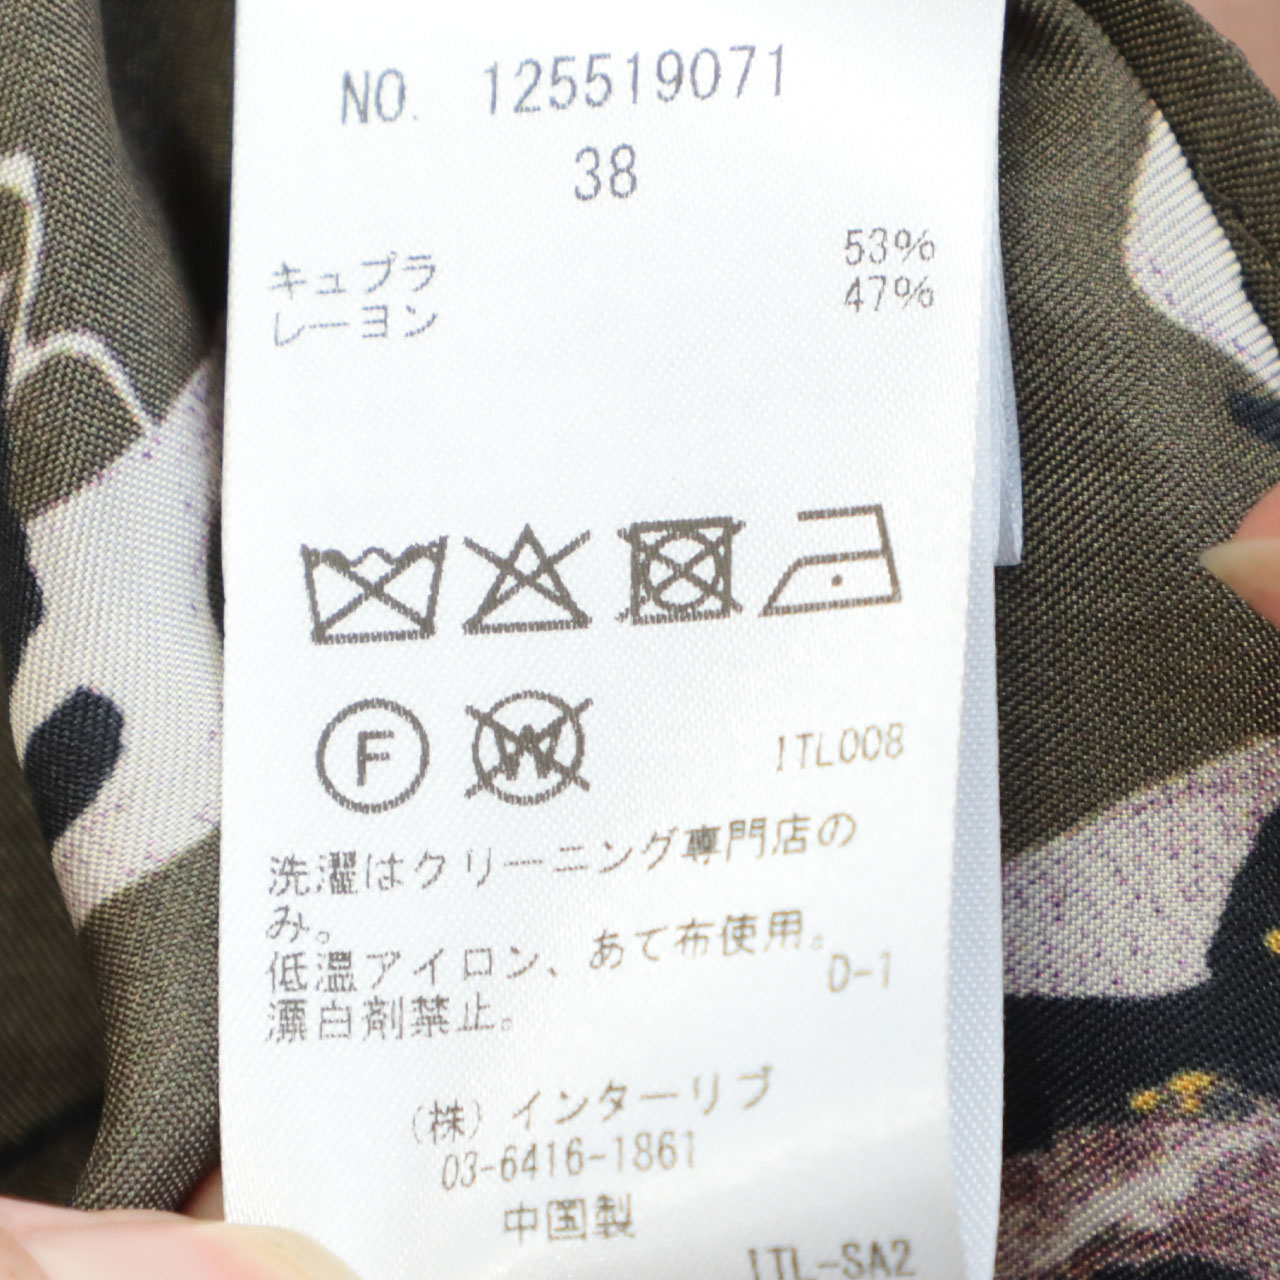 NO. 125519071
38
キュプラ 53%
レーヨン 47%
F W
ITL008
洗濯はクリーニング専門店の
み。
低温アイロン、あて布使用。
D-1
漂白剤禁止。
(株) インターリブ
03-6416-1861
中国製
ITL-SA2